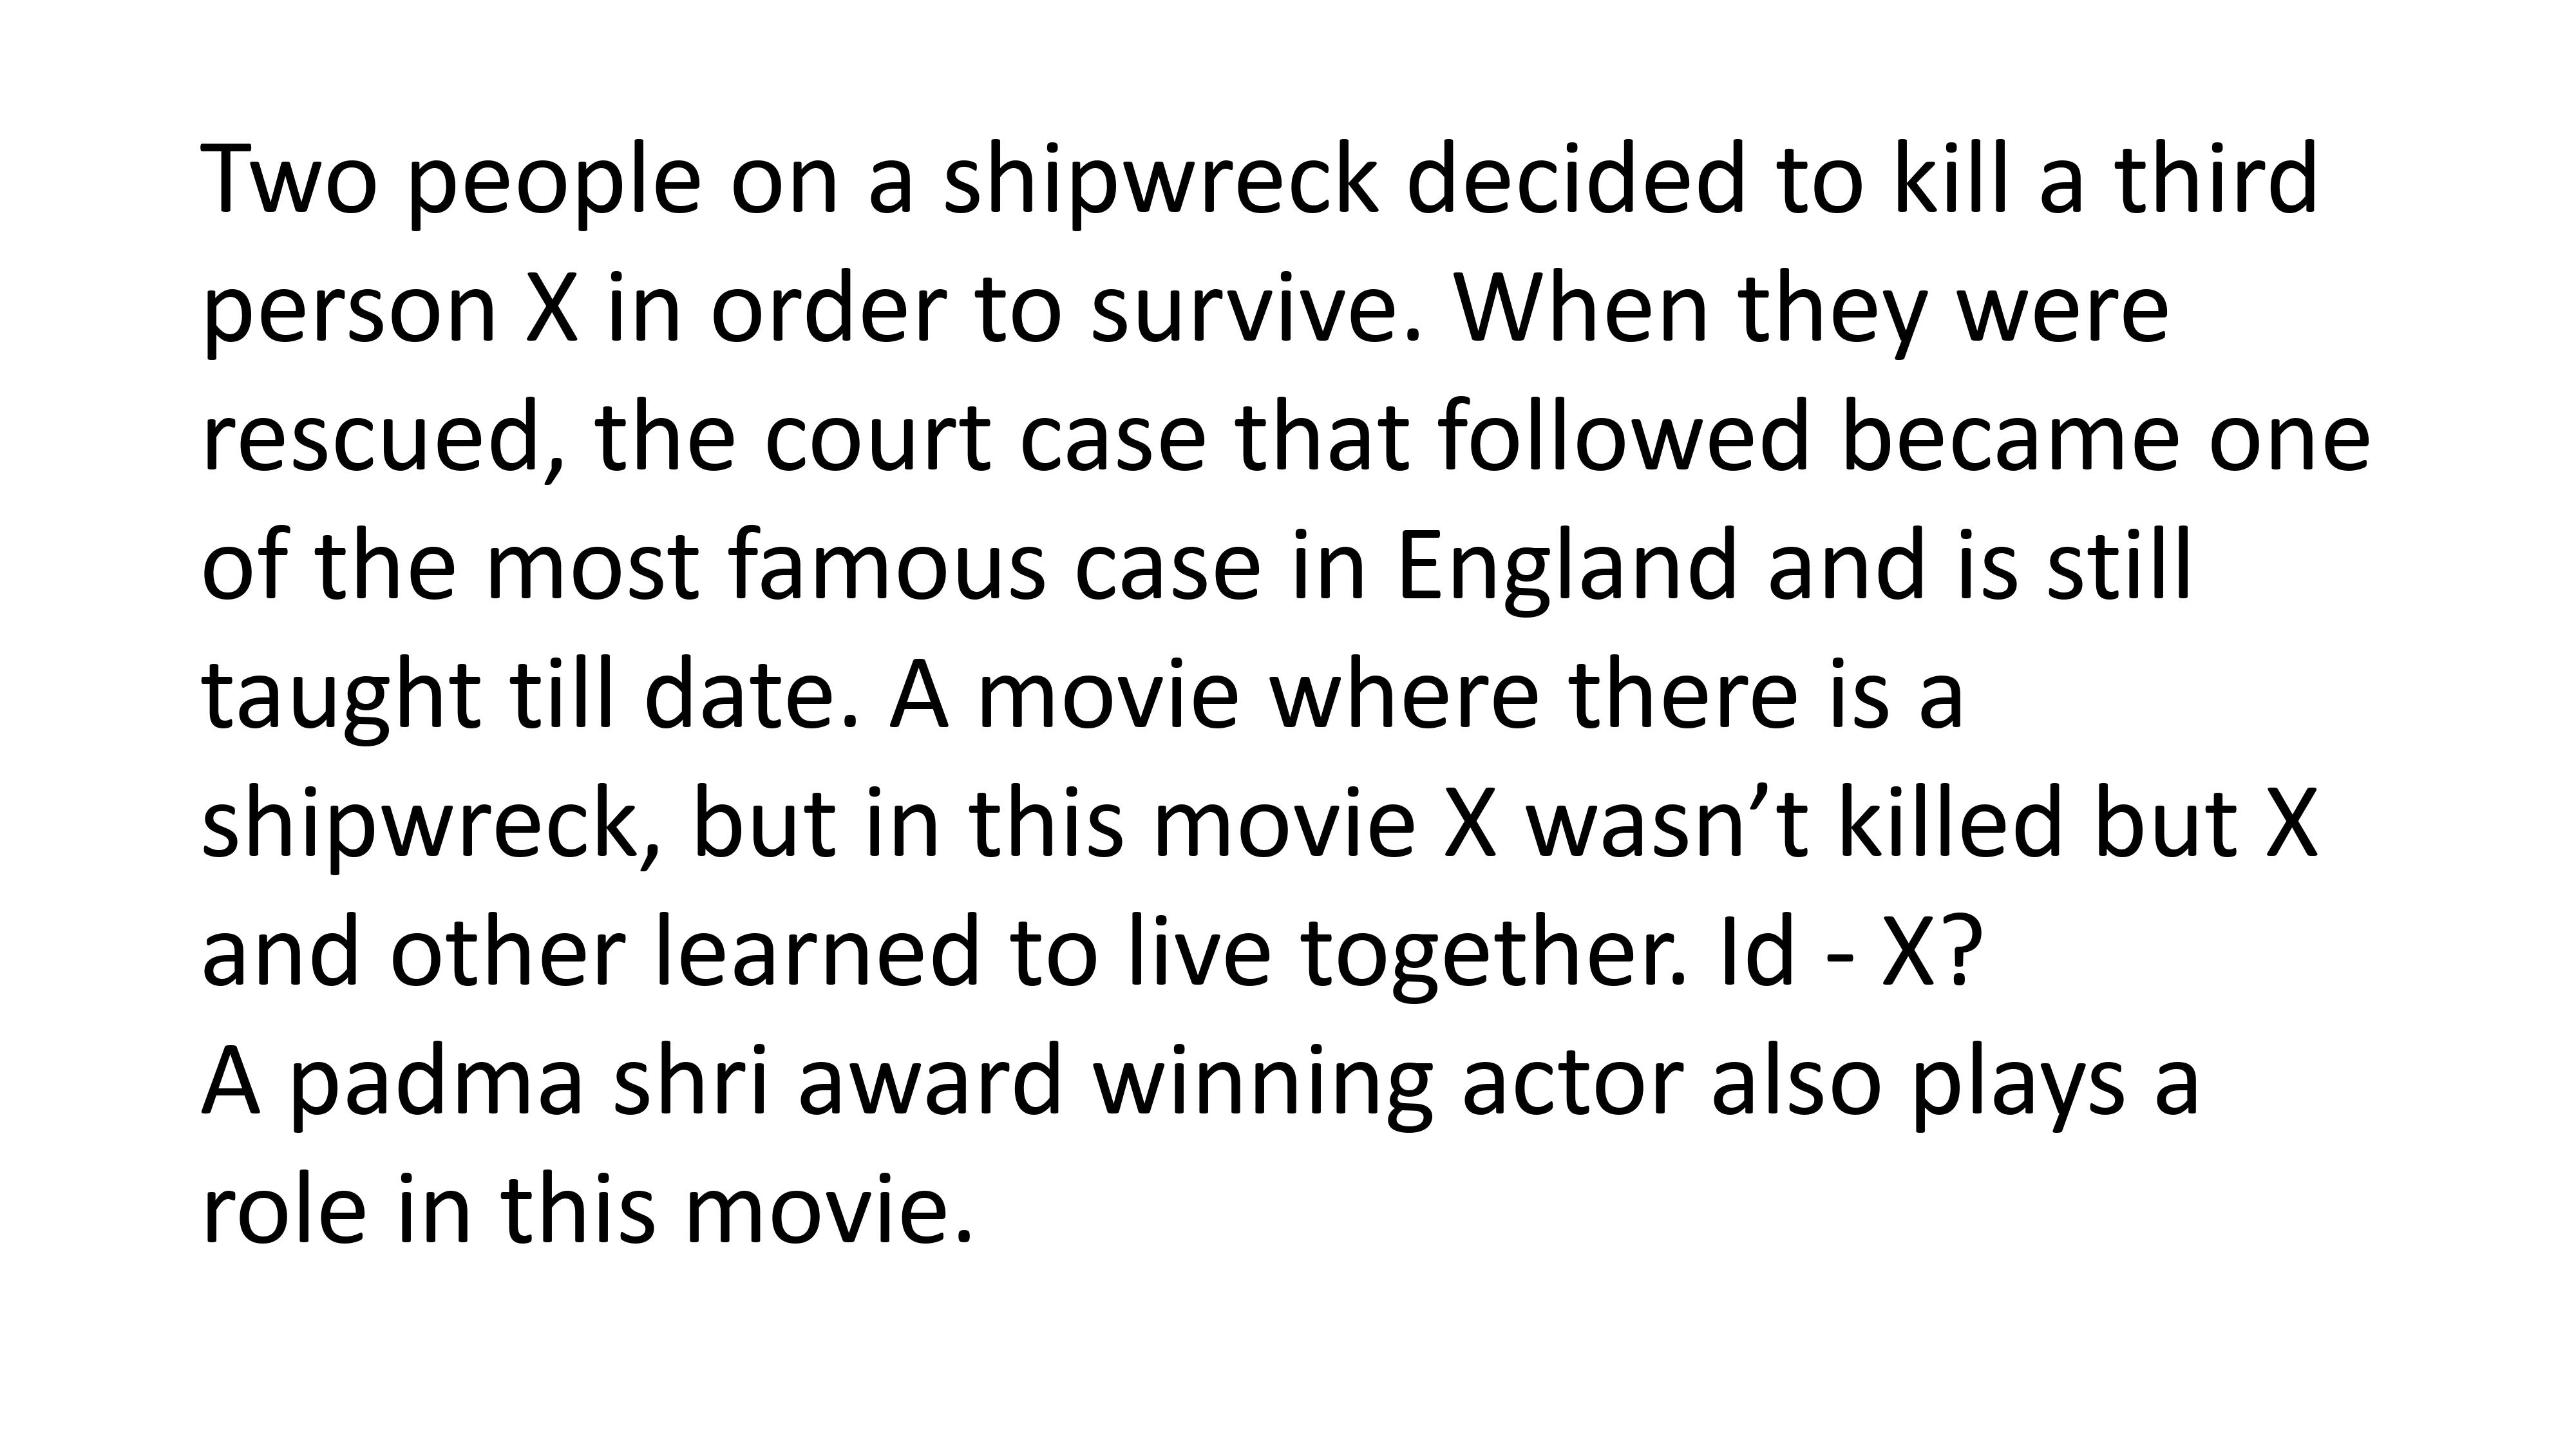 Two people on a shipwreck decided to kill a third
person X in order to survive. When they were
rescued, the court case that followed became one
of the most famous case in England and is still
taught till date. A movie where there is a
shipwreck, but in this movie X wasn’t killed but X
and other learned to live together. Id - X?
A padma shri award winning actor also plays a
role in this movie.